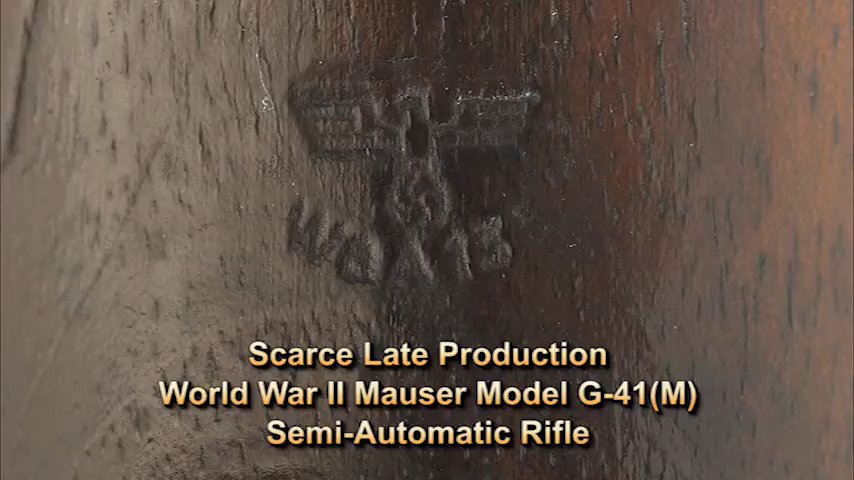 Scarce Late Production
World War II Mauser Model G-41(M)
Semi-Automatic Rifle